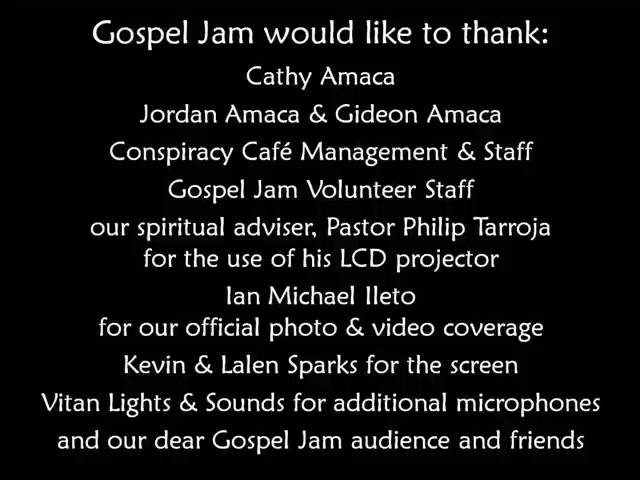 Gospel Jam would like to thank:
Cathy Amaca
Jordan Amaca & Gideon Amaca
Conspiracy Café Management & Staff
Gospel Jam Volunteer Staff
our spiritual adviser, Pastor Philip Tarroja
for the use of his LCD projector
Ian Michael Ileto
for our official photo & video coverage
Kevin & Lalen Sparks for the screen
Vitan Lights & Sounds for additional microphones
and our dear Gospel Jam audience and friends